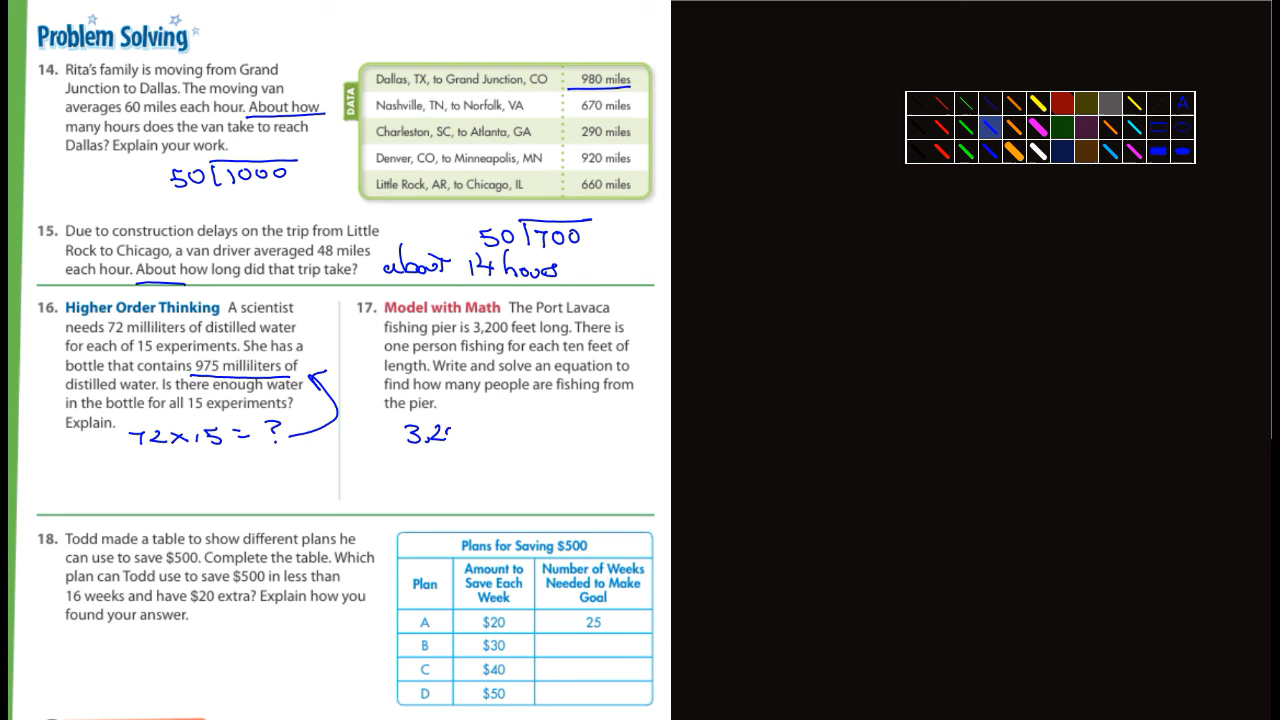 Problem Solving
14. Rita's family is moving from Grand
Junction to Dallas. The moving van
averages 60 miles each hour. About how
many hours does the van take to reach
Dallas? Explain your work.
50 1000
DATA
Dallas, TX, to Grand Junction, CO 980 miles
Nashville, TN, to Norfolk, VA 670 miles
Charleston, SC, to Atlanta, GA 290 miles
Denver, CO, to Minneapolis, MN 920 miles
Little Rock, AR, to Chicago, IL 660 miles
15. Due to construction delays on the trip from Little
Rock to Chicago, a van driver averaged 48 miles
each hour. About how long did that trip take?
50 700
about 14 hours
16. Higher Order Thinking A scientist
needs 72 milliliters of distilled water
for each of 15 experiments. She has a
bottle that contains 975 milliliters of
distilled water. Is there enough water
in the bottle for all 15 experiments?
Explain.
72 × 15 = ?
17. Model with Math The Port Lavaca
fishing pier is 3,200 feet long. There is
one person fishing for each ten feet of
length. Write and solve an equation to
find how many people are fishing from
the pier.
3,2
18. Todd made a table to show different plans he
can use to save $500. Complete the table. Which
plan can Todd use to save $500 in less than
16 weeks and have $20 extra? Explain how you
found your answer.
Plans for Saving $500
Plan Amount to Save Each Week Number of Weeks Needed to Make Goal
A $20 25
B $30
C $40
D $50
A